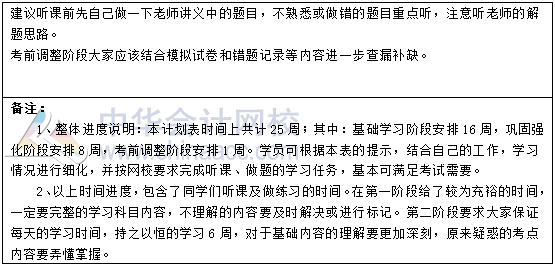 建议听课前先自己做一下老师讲义中的题目，不熟悉或做错的题目重点听，注意听老师的解
题思路。
考前调整阶段大家应该结合模拟试卷和错题记录等内容进一步查漏补缺。
备注：
1、整体进度说明：本计划表时间上共计 25 周；其中：基础学习阶段安排 16 周，巩固强
化阶段安排 8 周，考前调整阶段安排 1 周。学员可根据本表的提示，结合自己的工作，学习
情况进行细化，并按网校要求完成听课、做题的学习任务，基本可满足考试需要。
2、以上时间进度，包含了同学们听课及做练习的时间。在第一阶段给了较为充裕的时间，
一定要完整的学习科目内容，不理解的内容要及时解决或进行标记。第二阶段要求大家保证
每天的学习时间，持之以恒的学习 6 周，对于基础内容的理解要更加深刻，原来疑惑的考点
内容要弄懂掌握。
中华会计网校